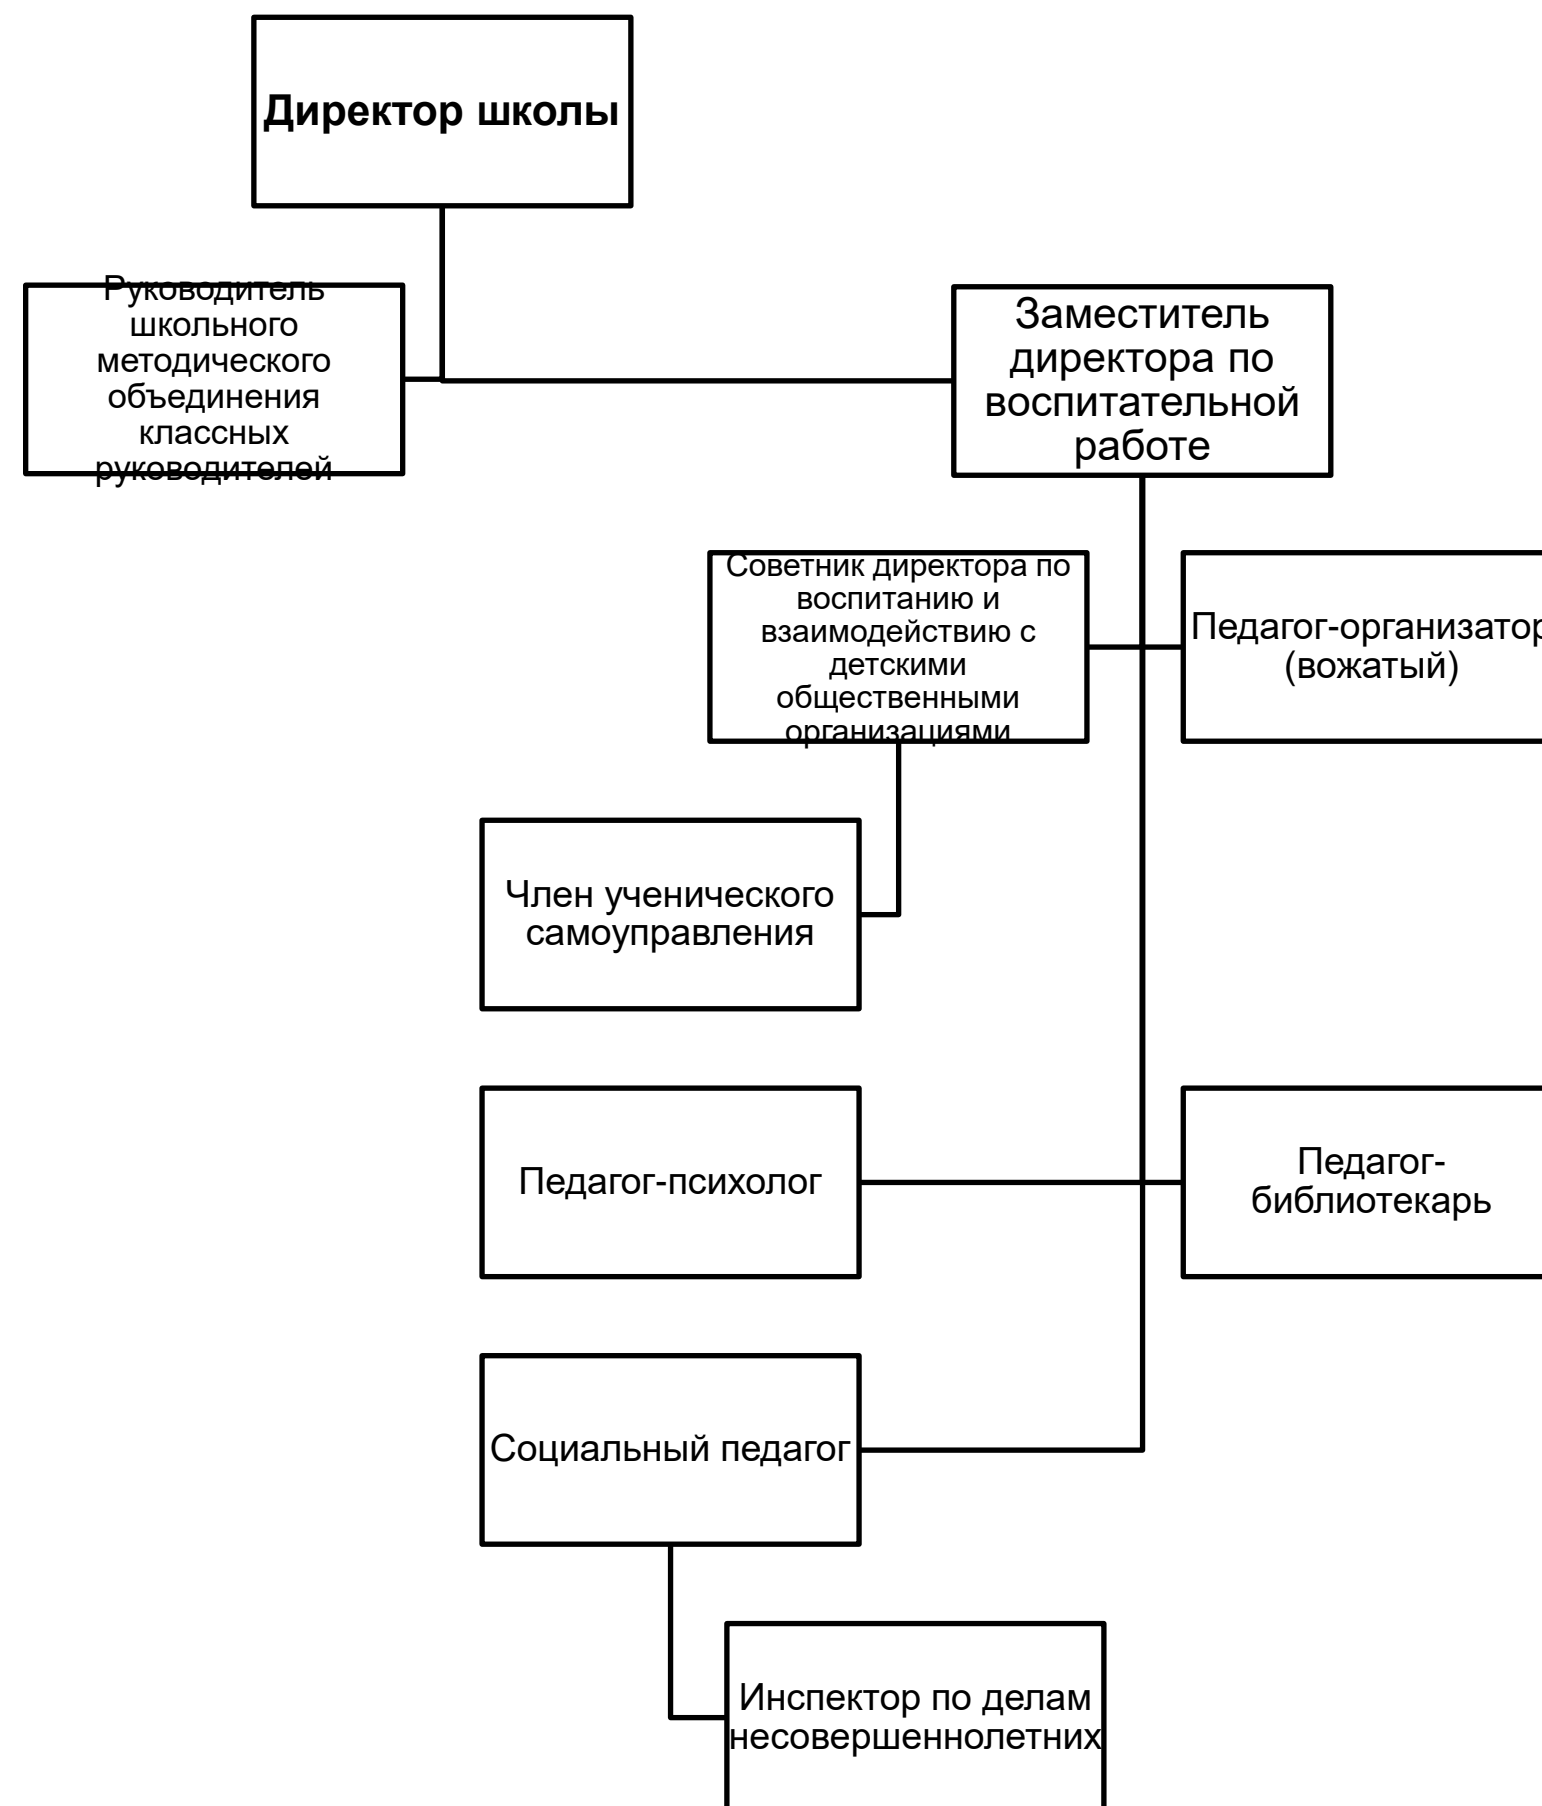 Директор школы
Руководитель
школьного
методического
объединения
классных
руководителей
Заместитель
директора по
воспитательной
работе
Советник директора по
воспитанию и
взаимодействию с
детскими
общественными
организациями
Педагог-организатор
(вожатый)
Член ученического
самоуправления
Педагог-психолог
Педагог-
библиотекарь
Социальный педагог
Инспектор по делам
несовершеннолетних